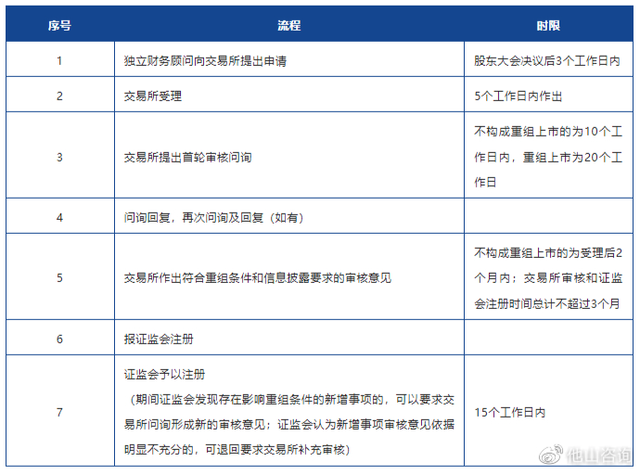 序号 流程 时限
1 独立财务顾问向交易所提出申请 股东大会决议后3个工作日内
2 交易所受理 5个工作日内作出
3 交易所提出首轮审核问询 不构成重组上市的为10个工
作日内，重组上市为20个工
作日
4 问询回复，再次问询及回复（如有）
5 交易所作出符合重组条件和信息披露要求的审核意见 不构成重组上市的为受理后2
个月内；交易所审核和证监
会注册时间总计不超过3个月
6 报证监会注册
7 证监会予以注册
（期间证监会发现存在影响重组条件的新增事项的，可以要求交
易所问询形成新的审核意见；证监会认为新增事项审核意见依据
明显不充分的，可退回要求交易所补充审核）
15个工作日内
@他山咨询